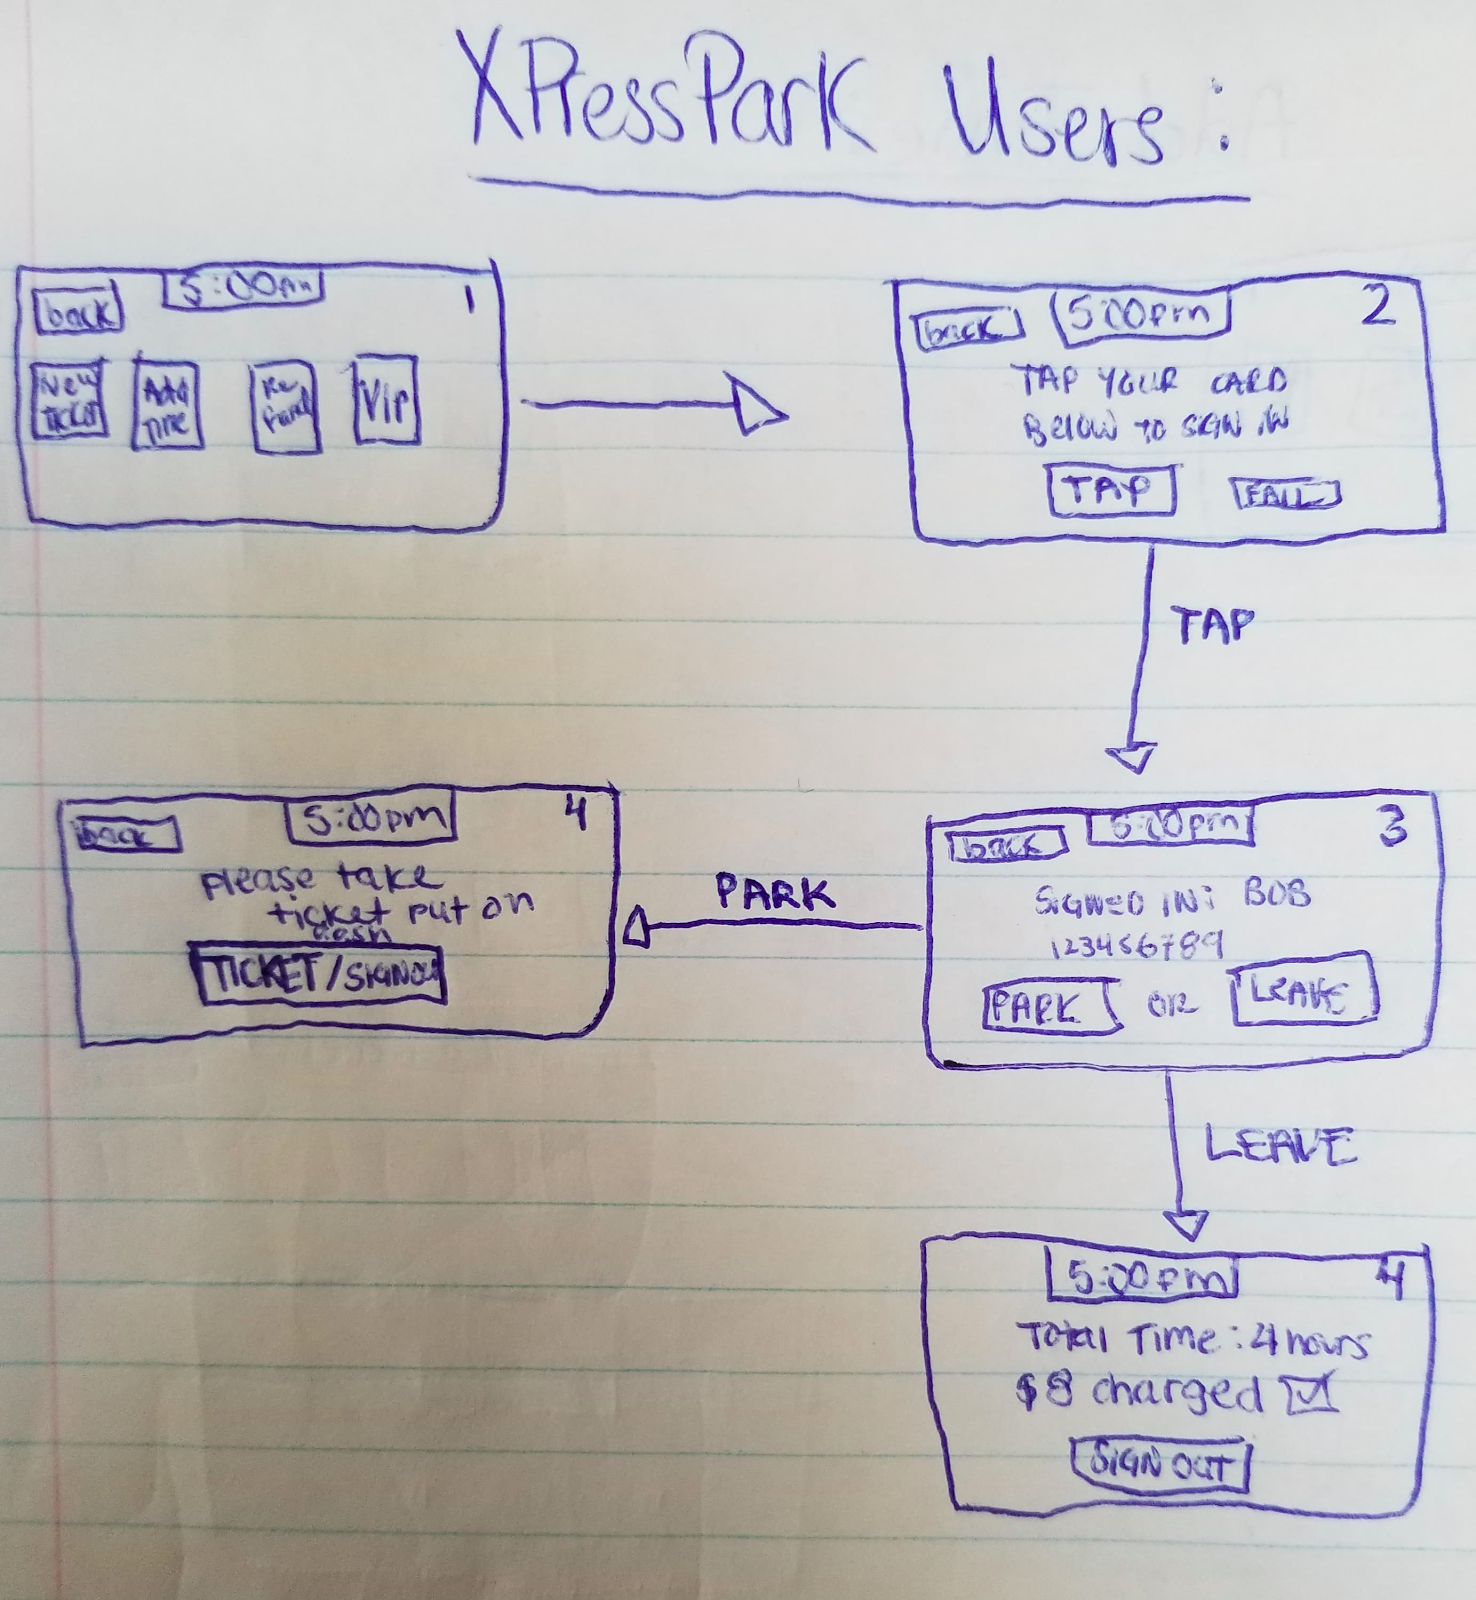 XPressPark Users:
5:00pm
1
back
New Ticket
Add Time
Refund
Vip
5:00pm
2
back
TAP YOUR CARD
BELOW TO SIGN IN
TAP
FAIL
TAP
5:00pm
4
back
please take
ticket put on
dash
TICKET/SIGNOUT
PARK
5:00pm
3
back
SIGNED IN: BOB
123456789
PARK OR LEAVE
LEAVE
5:00pm
4
Total Time: 4 hours
$8 charged
SIGN OUT